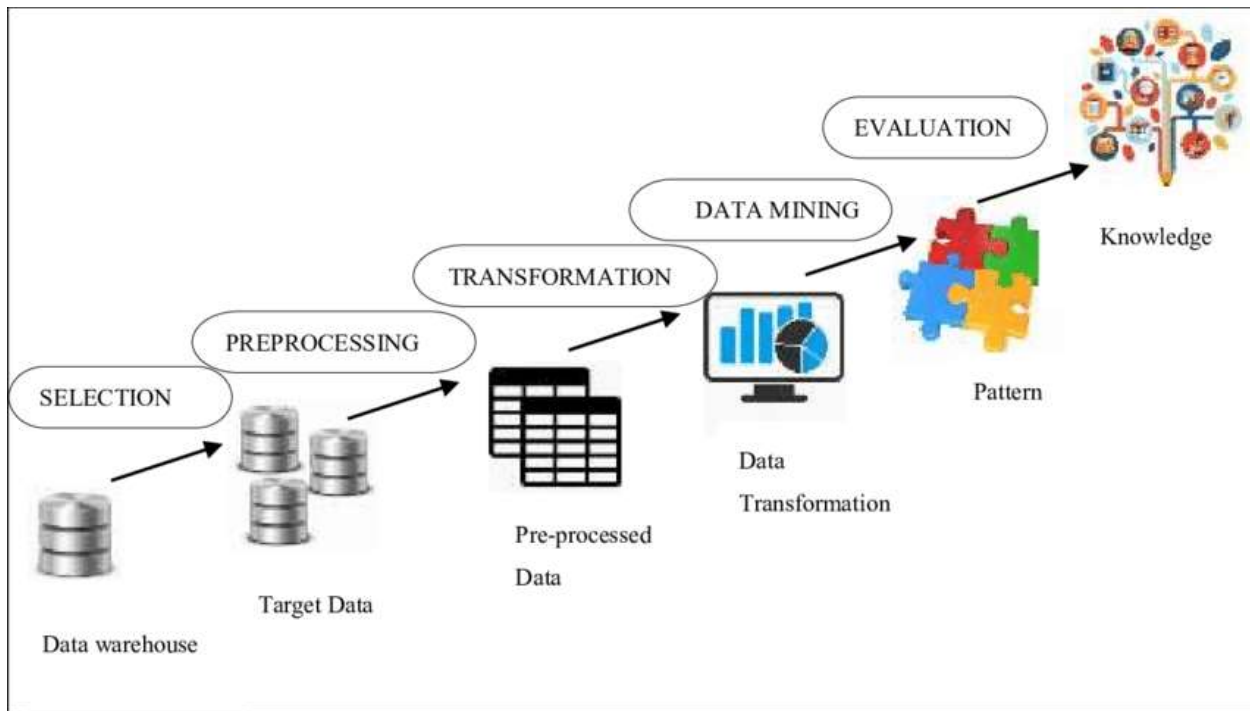 EVALUATION
DATA MINING
Knowledge
TRANSFORMATION
PREPROCESSING
SELECTION
Pattern
Data
Transformation
Pre-processed
Data
Target Data
Data warehouse